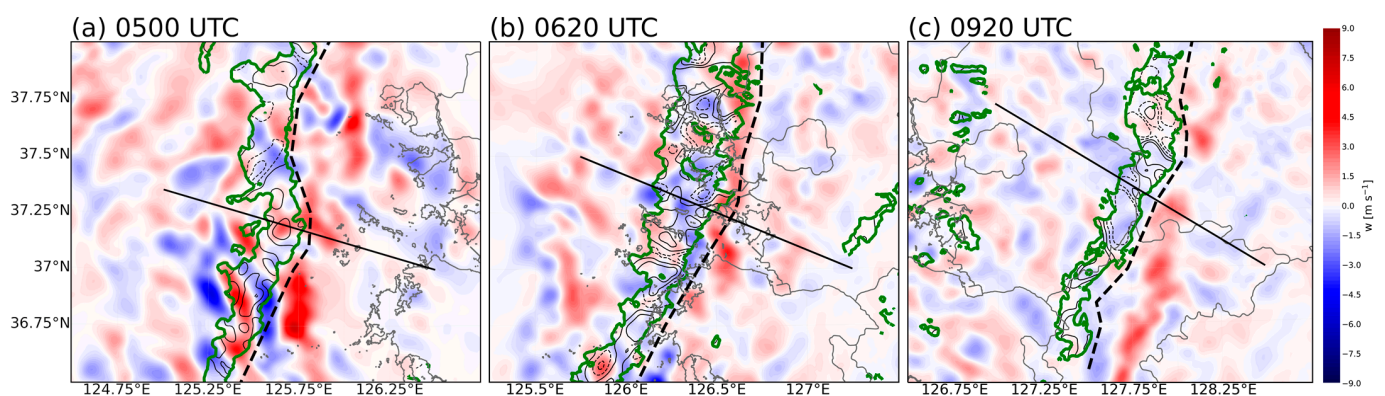 (a) 0500 UTC
(b) 0620 UTC
(c) 0920 UTC
37.75°N
37.5°N
37.25°N
37°N
36.75°N
124.75°E 125.25°E 125.75°E 126.25°E
125.5°E 126°E 126.5°E 127°E
126.75°E 127.25°E 127.75°E 128.25°E
9.0
7.5
6.0
4.5
3.0
1.5
0.0
−1.5
−3.0
−4.5
−6.0
−7.5
−9.0
w [m s⁻¹]